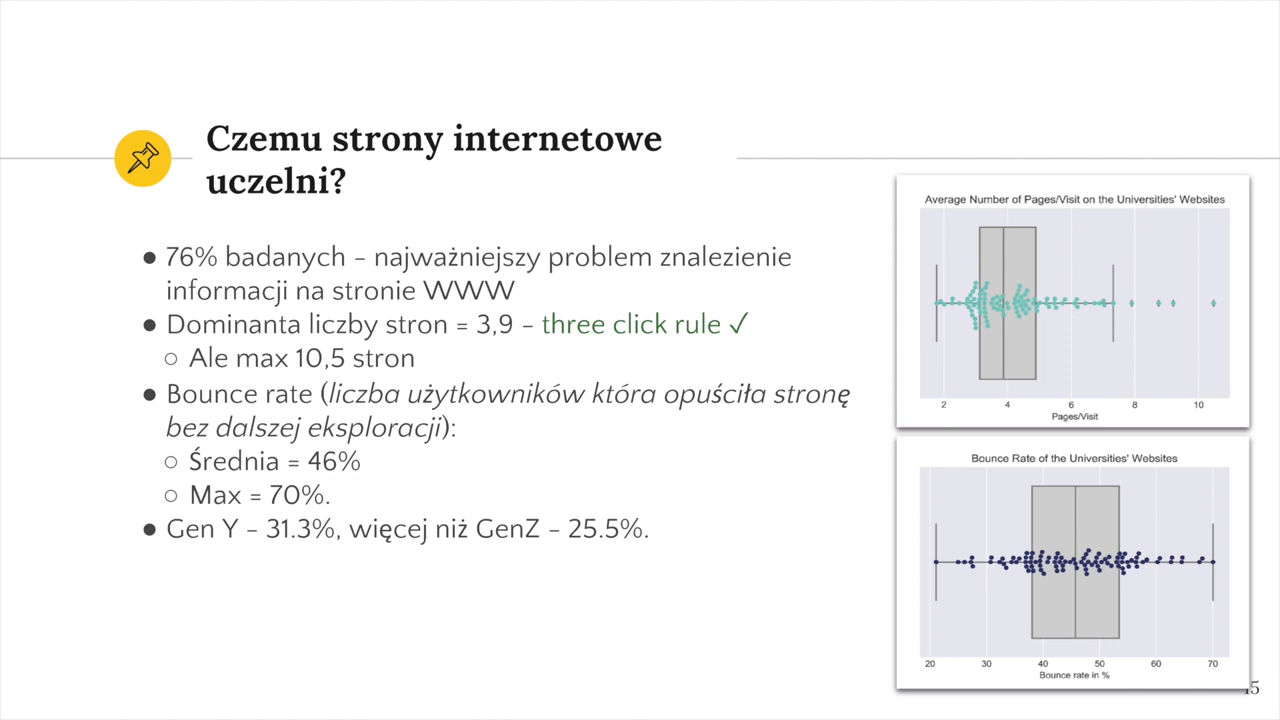 Czemu strony internetowe
uczelni?
● 76% badanych – najważniejszy problem znalezienie
informacji na stronie WWW
● Dominanta liczby stron = 3,9 – three click rule ✓
○ Ale max 10,5 stron
● Bounce rate (liczba użytkowników która opuściła stronę
bez dalszej eksploracji):
○ Średnia = 46%
○ Max = 70%.
● Gen Y – 31.3%, więcej niż GenZ – 25.5%.
Average Number of Pages/Visit on the Universities' Websites
2 4 6 8 10
Pages/Visit
Bounce Rate of the Universities' Websites
20 30 40 50 60 70
Bounce rate in %
15